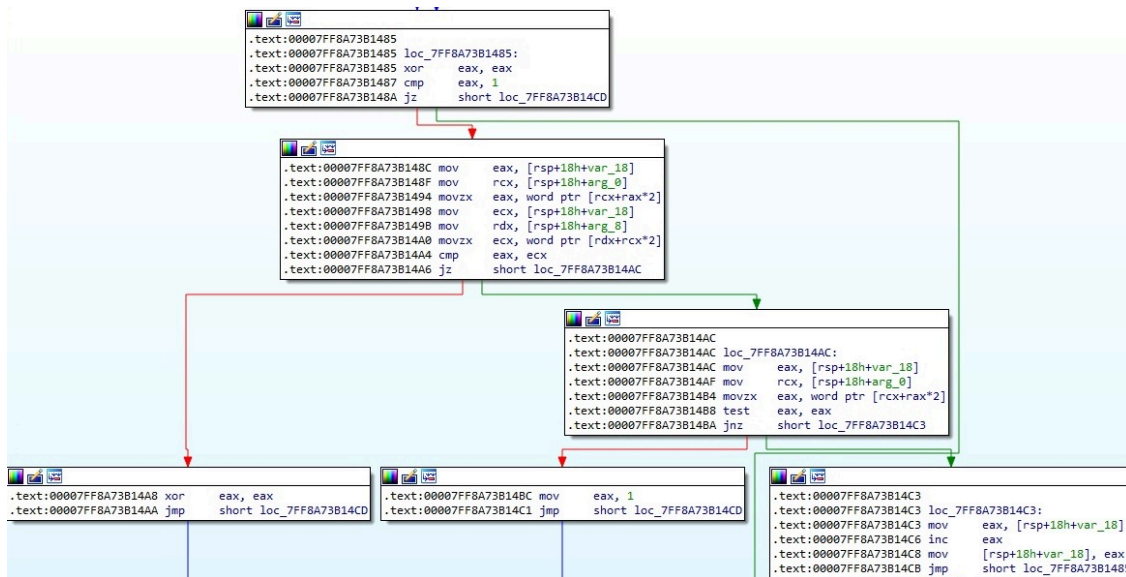 .text:00007FF8A73B1485
.text:00007FF8A73B1485 loc_7FF8A73B1485:
.text:00007FF8A73B1485 xor eax, eax
.text:00007FF8A73B1487 cmp eax, 1
.text:00007FF8A73B148A jz short loc_7FF8A73B14CD
.text:00007FF8A73B148C mov eax, [rsp+18h+var_18]
.text:00007FF8A73B148F mov rcx, [rsp+18h+arg_0]
.text:00007FF8A73B1494 movzx eax, word ptr [rcx+rax*2]
.text:00007FF8A73B1498 mov ecx, [rsp+18h+var_18]
.text:00007FF8A73B149B mov rdx, [rsp+18h+arg_8]
.text:00007FF8A73B14A0 movzx ecx, word ptr [rdx+rcx*2]
.text:00007FF8A73B14A4 cmp eax, ecx
.text:00007FF8A73B14A6 jz short loc_7FF8A73B14AC
.text:00007FF8A73B14AC
.text:00007FF8A73B14AC loc_7FF8A73B14AC:
.text:00007FF8A73B14AC mov eax, [rsp+18h+var_18]
.text:00007FF8A73B14AF mov rcx, [rsp+18h+arg_0]
.text:00007FF8A73B14B4 movzx eax, word ptr [rcx+rax*2]
.text:00007FF8A73B14B8 test eax, eax
.text:00007FF8A73B14BA jnz short loc_7FF8A73B14C3
.text:00007FF8A73B14A8 xor eax, eax
.text:00007FF8A73B14AA jmp short loc_7FF8A73B14CD
.text:00007FF8A73B14BC mov eax, 1
.text:00007FF8A73B14C1 jmp short loc_7FF8A73B14CD
.text:00007FF8A73B14C3
.text:00007FF8A73B14C3 loc_7FF8A73B14C3:
.text:00007FF8A73B14C3 mov eax, [rsp+18h+var_18]
.text:00007FF8A73B14C6 inc eax
.text:00007FF8A73B14C8 mov [rsp+18h+var_18], eax
.text:00007FF8A73B14CB jmp short loc_7FF8A73B1485